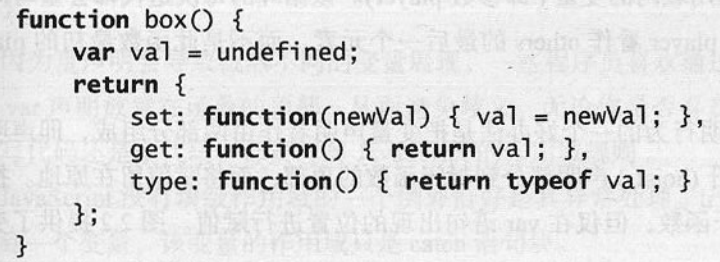 function box() {
    var val = undefined;
    return {
        set: function(newVal) { val = newVal; },
        get: function() { return val; },
        type: function() { return typeof val; }
    };
}